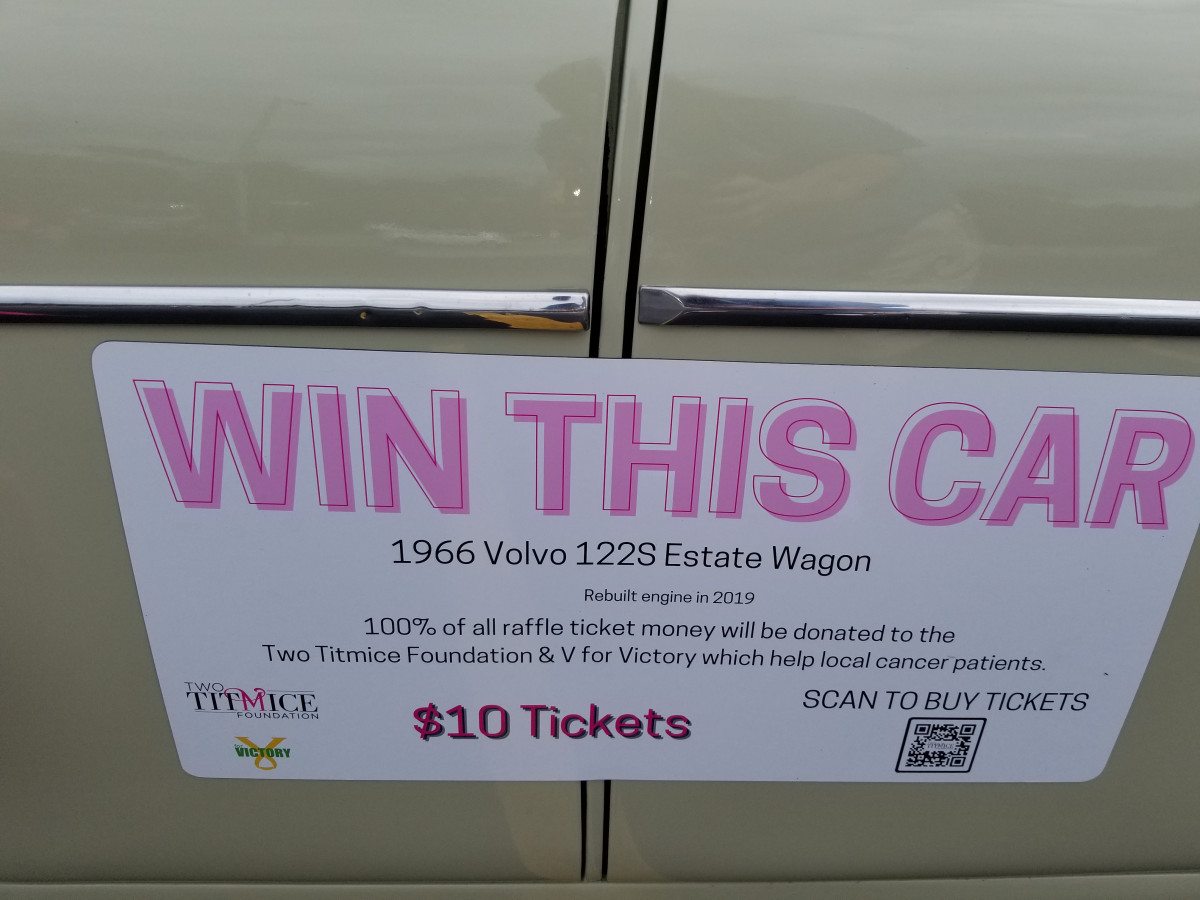 WIN THIS CAR
1966 Volvo 122S Estate Wagon
Rebuilt engine in 2019
100% of all raffle ticket money will be donated to the
Two Titmice Foundation & V for Victory which help local cancer patients.
TWO
TITMICE
FOUNDATION
VICTORY
$10 Tickets
SCAN TO BUY TICKETS